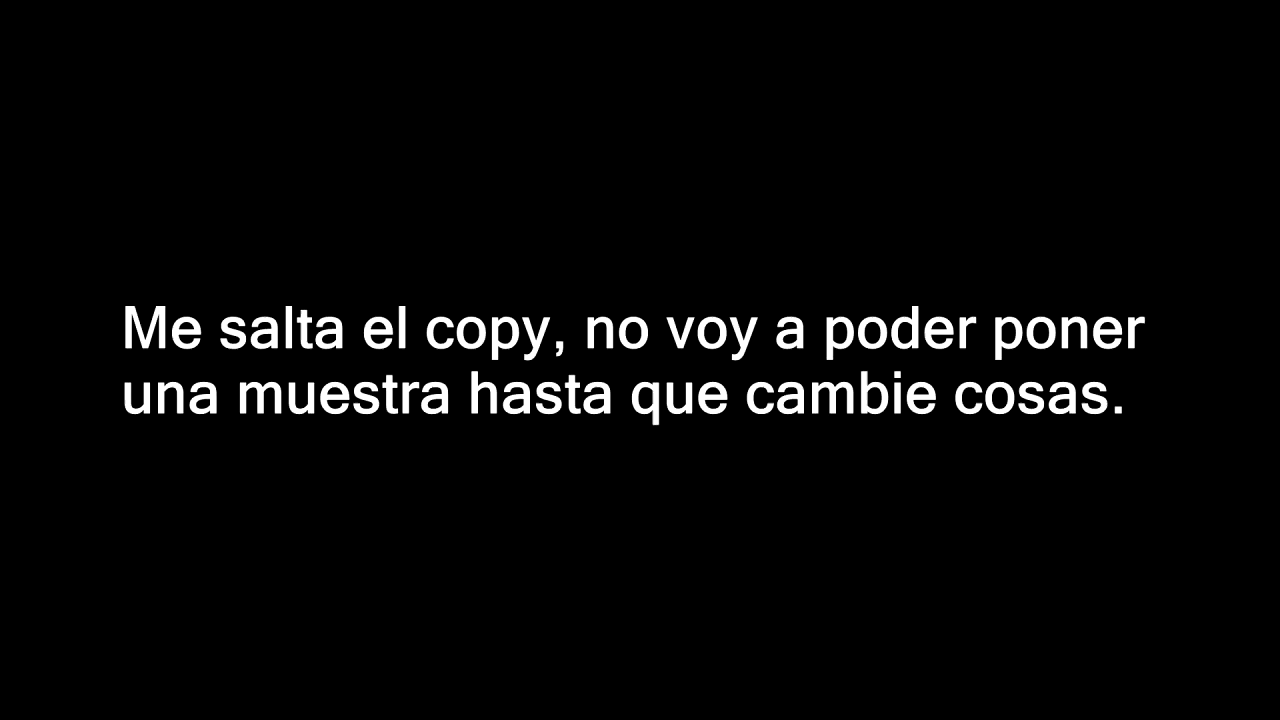 Me salta el copy, no voy a poder poner
una muestra hasta que cambie cosas.